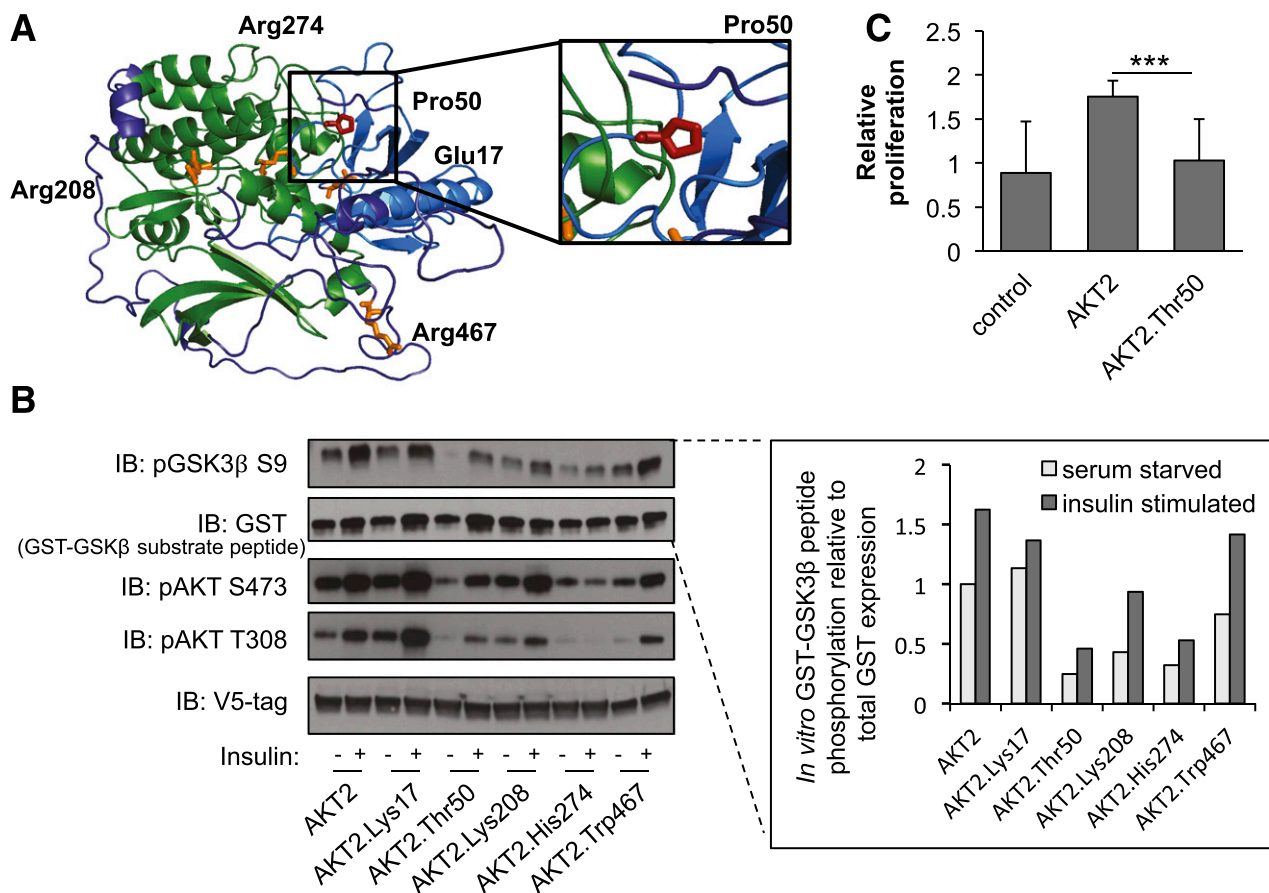 A
Arg274
Pro50
Glu17
Arg208
Arg467
Pro50
C
Relative
proliferation
2.5
2
1.5
1
0.5
0
***
control
AKT2
AKT2.Thr50
B
IB: pGSK3β S9
IB: GST
(GST-GSKβ substrate peptide)
IB: pAKT S473
IB: pAKT T308
IB: V5-tag
Insulin: - + - + - + - + - + - +
AKT2
AKT2.Lys17
AKT2.Thr50
AKT2.Lys208
AKT2.His274
AKT2.Trp467
In vitro GST-GSK3β peptide
phosphorylation relative to
total GST expression
2
1.5
1
0.5
0
serum starved
insulin stimulated
AKT2
AKT2.Lys17
AKT2.Thr50
AKT2.Lys208
AKT2.His274
AKT2.Trp467